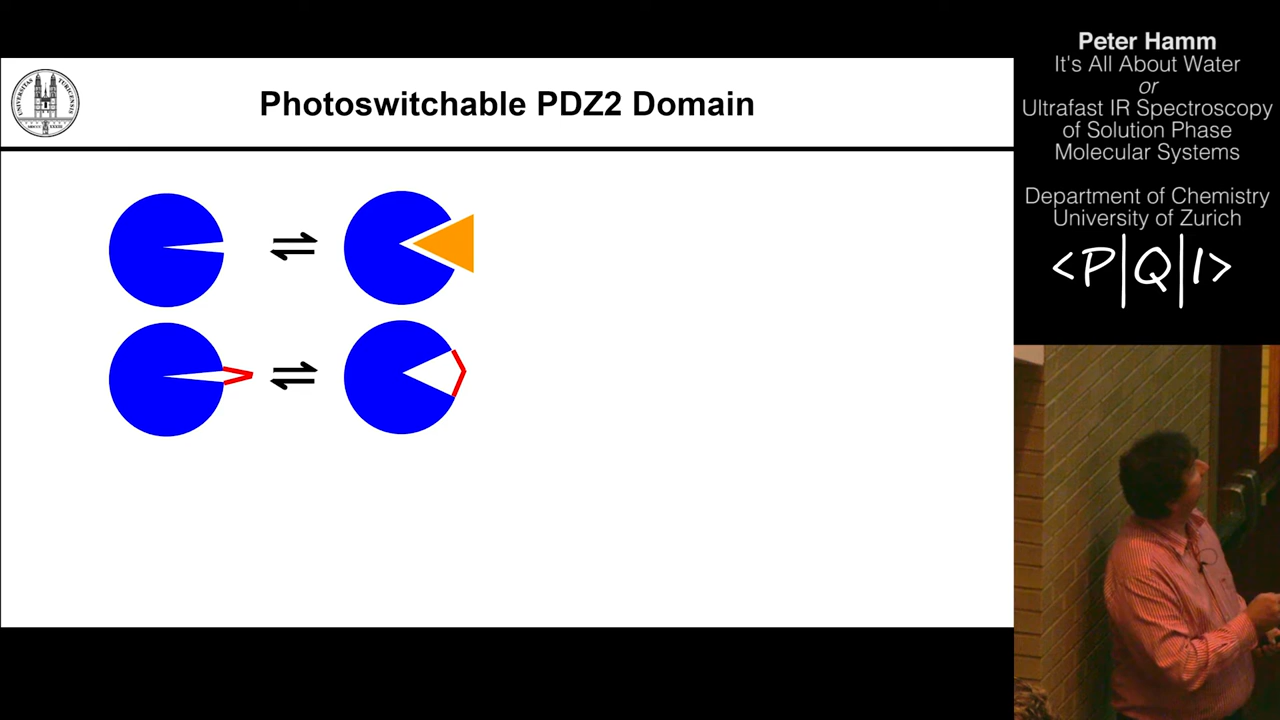 Photoswitchable PDZ2 Domain
Peter Hamm
It's All About Water
or
Ultrafast IR Spectroscopy
of Solution Phase
Molecular Systems
Department of Chemistry
University of Zurich
<P|Q|I>